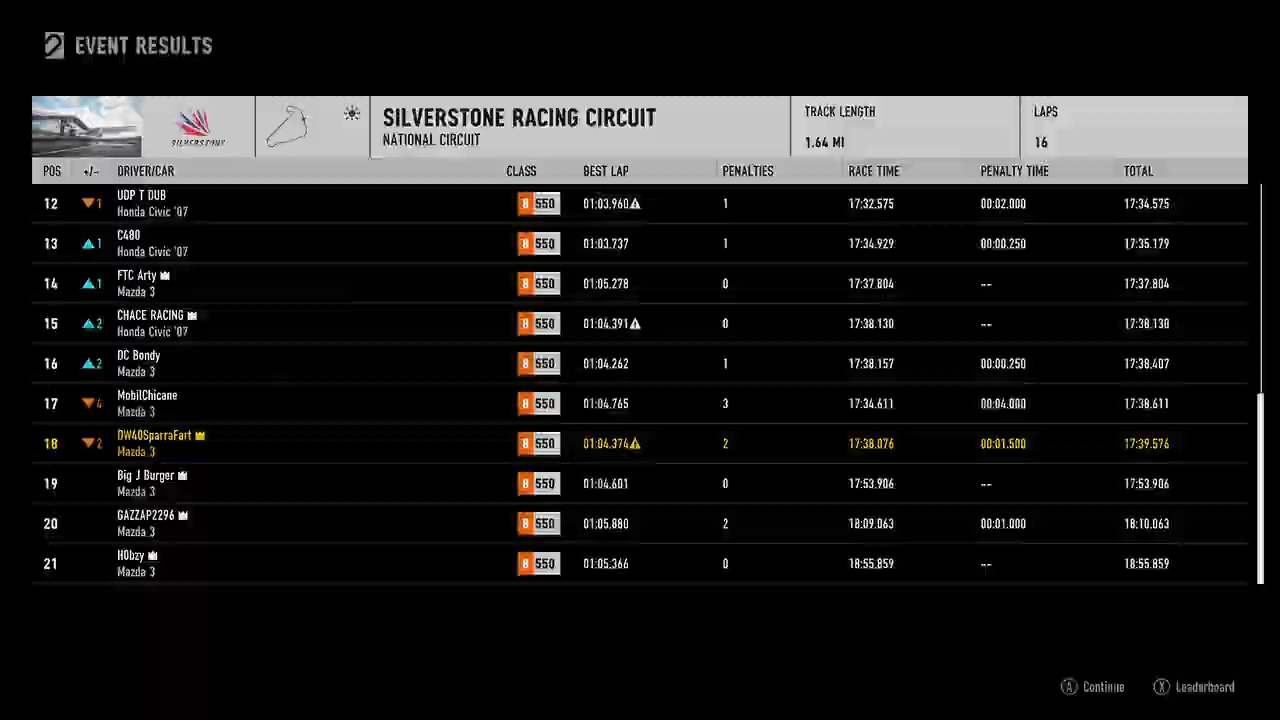 EVENT RESULTS
SILVERSTONE
SILVERSTONE RACING CIRCUIT
NATIONAL CIRCUIT
TRACK LENGTH
1.64 MI
LAPS
16
POS +/- DRIVER/CAR CLASS BEST LAP PENALTIES RACE TIME PENALTY TIME TOTAL
12 1 UDP T DUB B 550 01:03.960 1 17:32.575 00:02.000 17:34.575
Honda Civic '07
13 1 C480 B 550 01:03.737 1 17:34.929 00:00.250 17:35.179
Honda Civic '07
14 1 FTC Arty B 550 01:05.278 0 17:37.804 -- 17:37.804
Mazda 3
15 2 CHACE RACING B 550 01:04.391 0 17:38.130 -- 17:38.130
Honda Civic '07
16 2 DC Bondy B 550 01:04.262 1 17:38.157 00:00.250 17:38.407
Mazda 3
17 4 MobilChicane B 550 01:04.765 3 17:34.611 00:04.000 17:38.611
Mazda 3
18 2 DW40SparraFart B 550 01:04.374 2 17:38.076 00:01.500 17:39.576
Mazda 3
19 Big J Burger B 550 01:04.601 0 17:53.906 -- 17:53.906
Mazda 3
20 GAZZAP2296 B 550 01:05.880 2 18:09.063 00:01.000 18:10.063
Mazda 3
21 H0bzy B 550 01:05.366 0 18:55.859 -- 18:55.859
Mazda 3
A Continue X Leaderboard